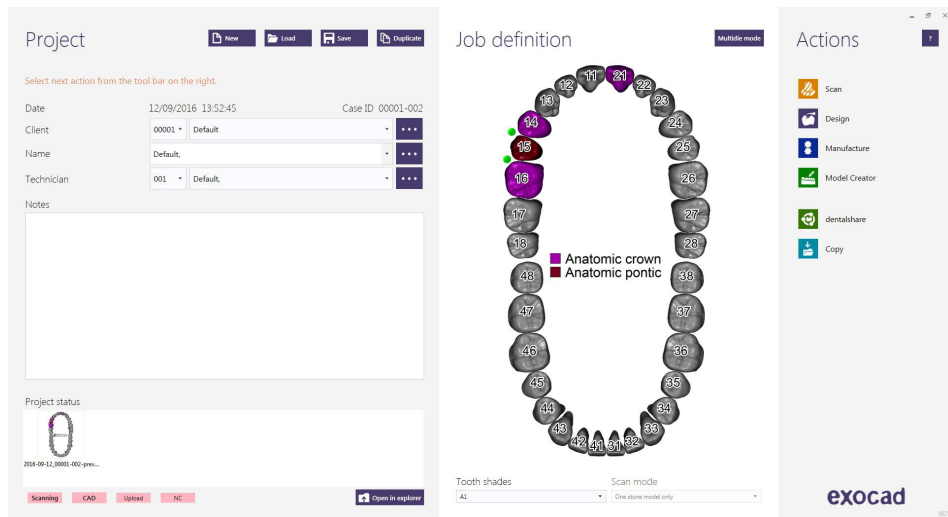 Project
New
Load
Save
Duplicate
Select next action from the tool bar on the right.
Date 12/09/2016 13:52:45 Case ID 00001-002
Client 00001 Default
Name Default,
Technician 001 Default,
Notes
Project status
2016-09-12_00001-002-prev...
Scanning CAD Upload NC
Open in explorer
Job definition
Multidie mode
11 21
12 22
13 23
14 24
15 25
16 26
17 27
18 28
Anatomic crown
Anatomic pontic
48 38
47 37
46 36
45 35
44 34
43 33
42 41 31 32
Tooth shades Scan mode
A1 One stone model only
Actions
?
Scan
Design
Manufacture
Model Creator
dentalshare
Copy
exocad
567